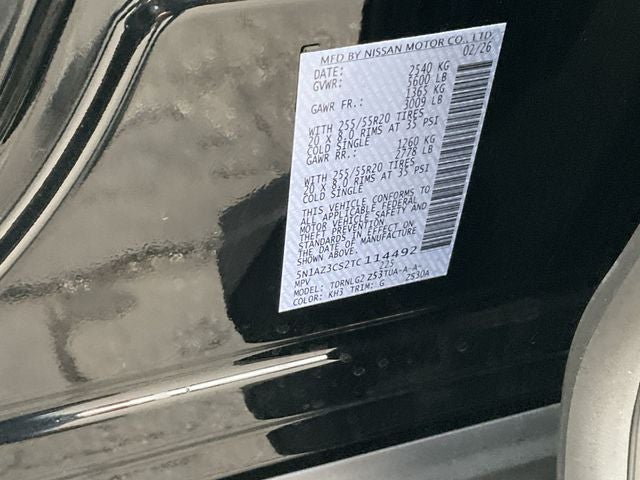 MFD BY NISSAN MOTOR CO., LTD.
DATE: 02/26
GVWR: 2540 KG
5600 LB
GAWR FR.: 1365 KG
3009 LB
WITH 255/55R20 TIRES
20 X 8.0 RIMS AT 35 PSI
COLD SINGLE
GAWR RR.: 1260 KG
2778 LB
WITH 255/55R20 TIRES
20 X 8.0 RIMS AT 35 PSI
COLD SINGLE
THIS VEHICLE CONFORMS TO
ALL APPLICABLE FEDERAL
MOTOR VEHICLE SAFETY AND
THEFT PREVENTION
STANDARDS IN EFFECT ON
THE DATE OF MANUFACTURE
SHOWN ABOVE.
5N1AZ3CS2TC114492
MPV 225
MODEL: TDRNLG2 Z53TUA-A-A-
COLOR: KH3 TRIM: G Z530A